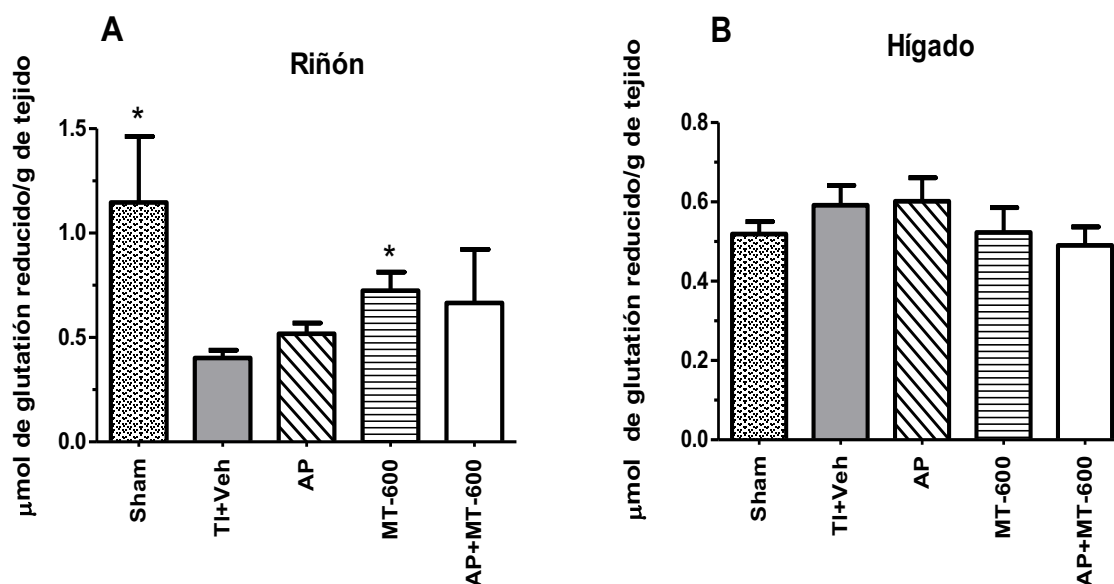 A
Riñón
μmol de glutatión reducido/g de tejido
1.5
1.0
0.5
0.0
*
*
Sham
TI+Veh
AP
MT-600
AP+MT-600
B
Hígado
μmol de glutatión reducido/g de tejido
0.8
0.6
0.4
0.2
0.0
Sham
TI+Veh
AP
MT-600
AP+MT-600